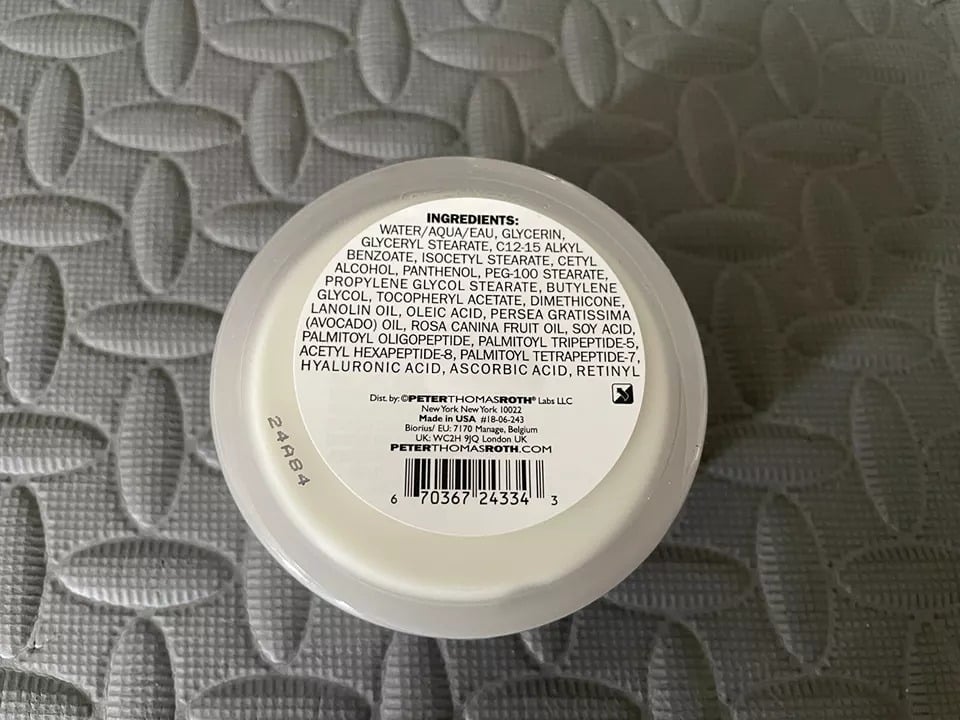 INGREDIENTS:
WATER/AQUA/EAU, GLYCERIN,
GLYCERYL STEARATE, C12-15 ALKYL
BENZOATE, ISOCETYL STEARATE, CETYL
ALCOHOL, PANTHENOL, PEG-100 STEARATE,
PROPYLENE GLYCOL STEARATE, BUTYLENE
GLYCOL, TOCOPHERYL ACETATE, DIMETHICONE,
LANOLIN OIL, OLEIC ACID, PERSEA GRATISSIMA
(AVOCADO) OIL, ROSA CANINA FRUIT OIL, SOY ACID,
PALMITOYL OLIGOPEPTIDE, PALMITOYL TRIPEPTIDE-5,
ACETYL HEXAPEPTIDE-8, PALMITOYL TETRAPEPTIDE-7,
HYALURONIC ACID, ASCORBIC ACID, RETINYL
Dist. by: ©PETERTHOMASROTH® Labs LLC
New York New York 10022
Made in USA #18-06-243
Biorius/ EU: 7170 Manage, Belgium
UK: WC2H 9JQ London UK
PETERTHOMASROTH.COM
6 70367 24334 3
24A84